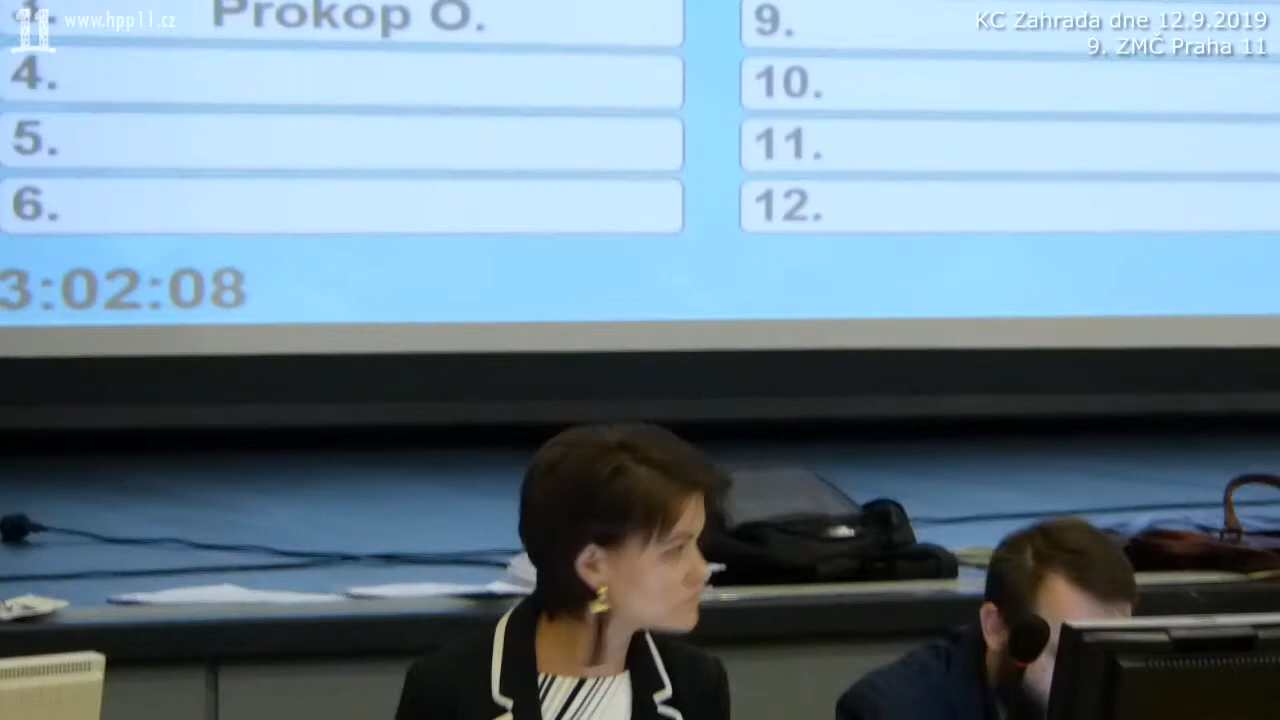 11 www.hpp11.cz
KC Zahrada dne 12.9.2019
9. ZMČ Praha 11
Prokop O.
4.
5.
6.
9.
10.
11.
12.
3:02:08